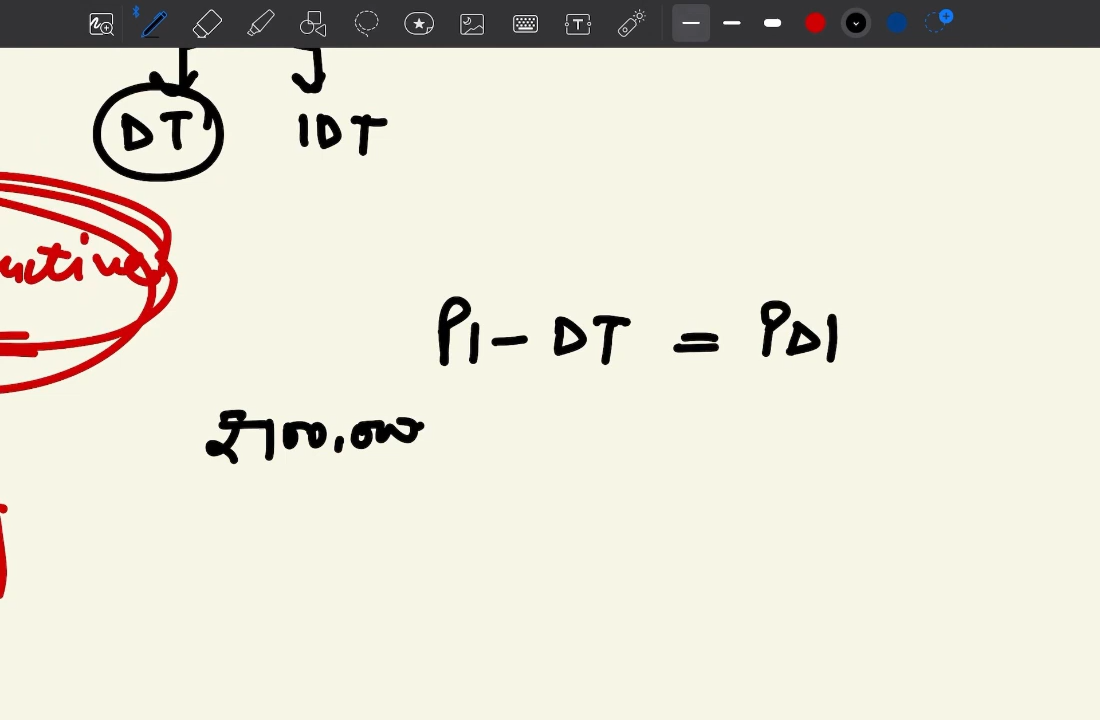 DT IDT
PI - DT = PDI
₹100,000